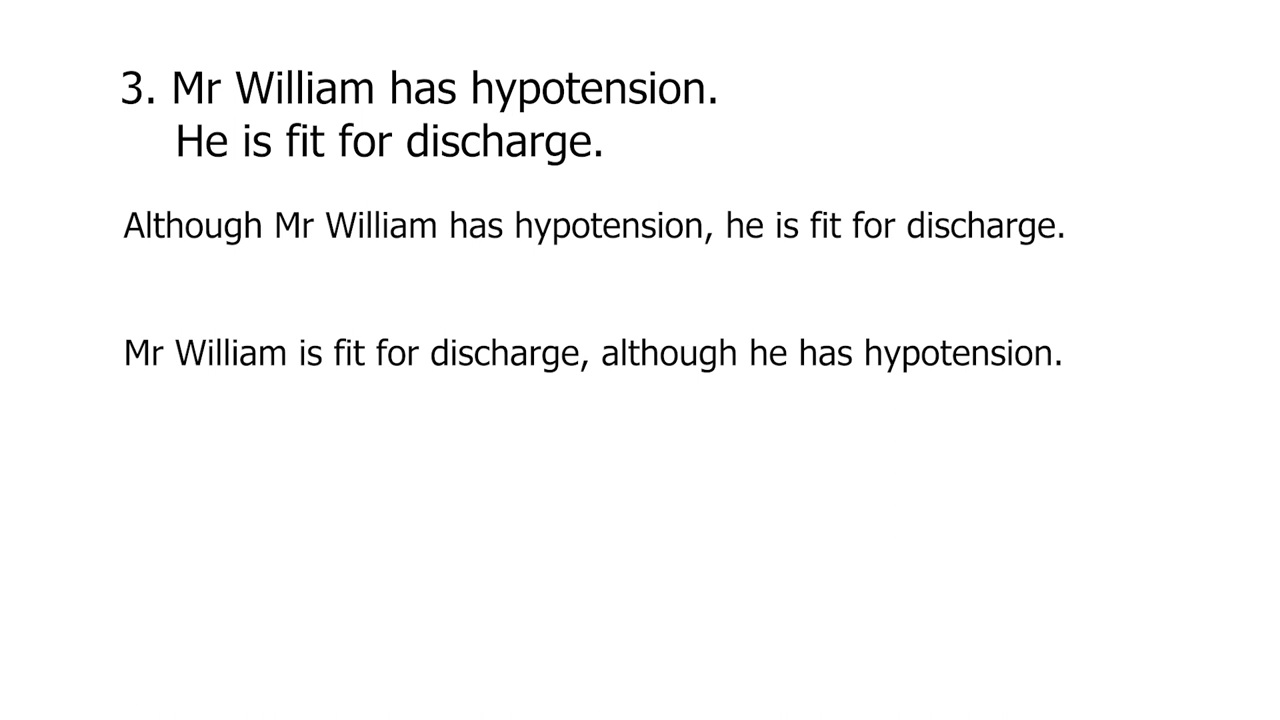 3. Mr William has hypotension.
He is fit for discharge.
Although Mr William has hypotension, he is fit for discharge.
Mr William is fit for discharge, although he has hypotension.